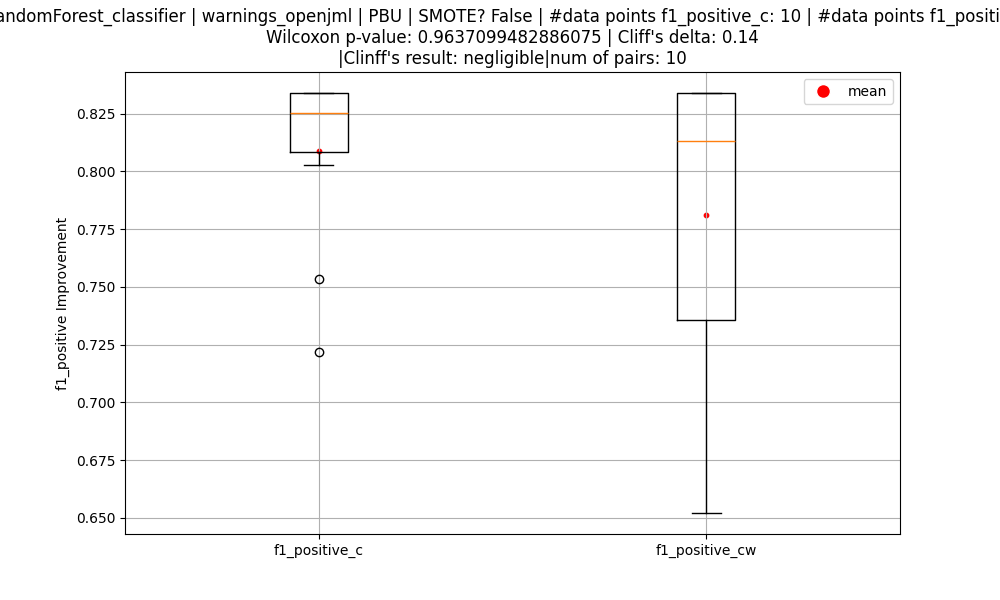 andomForest_classifier | warnings_openjml | PBU | SMOTE? False | #data points f1_positive_c: 10 | #data points f1_positi
Wilcoxon p-value: 0.9637099482886075 | Cliff's delta: 0.14
|Clinff's result: negligible|num of pairs: 10
mean
0.825
0.800
0.775
0.750
0.725
0.700
0.675
0.650
f1_positive Improvement
f1_positive_c
f1_positive_cw